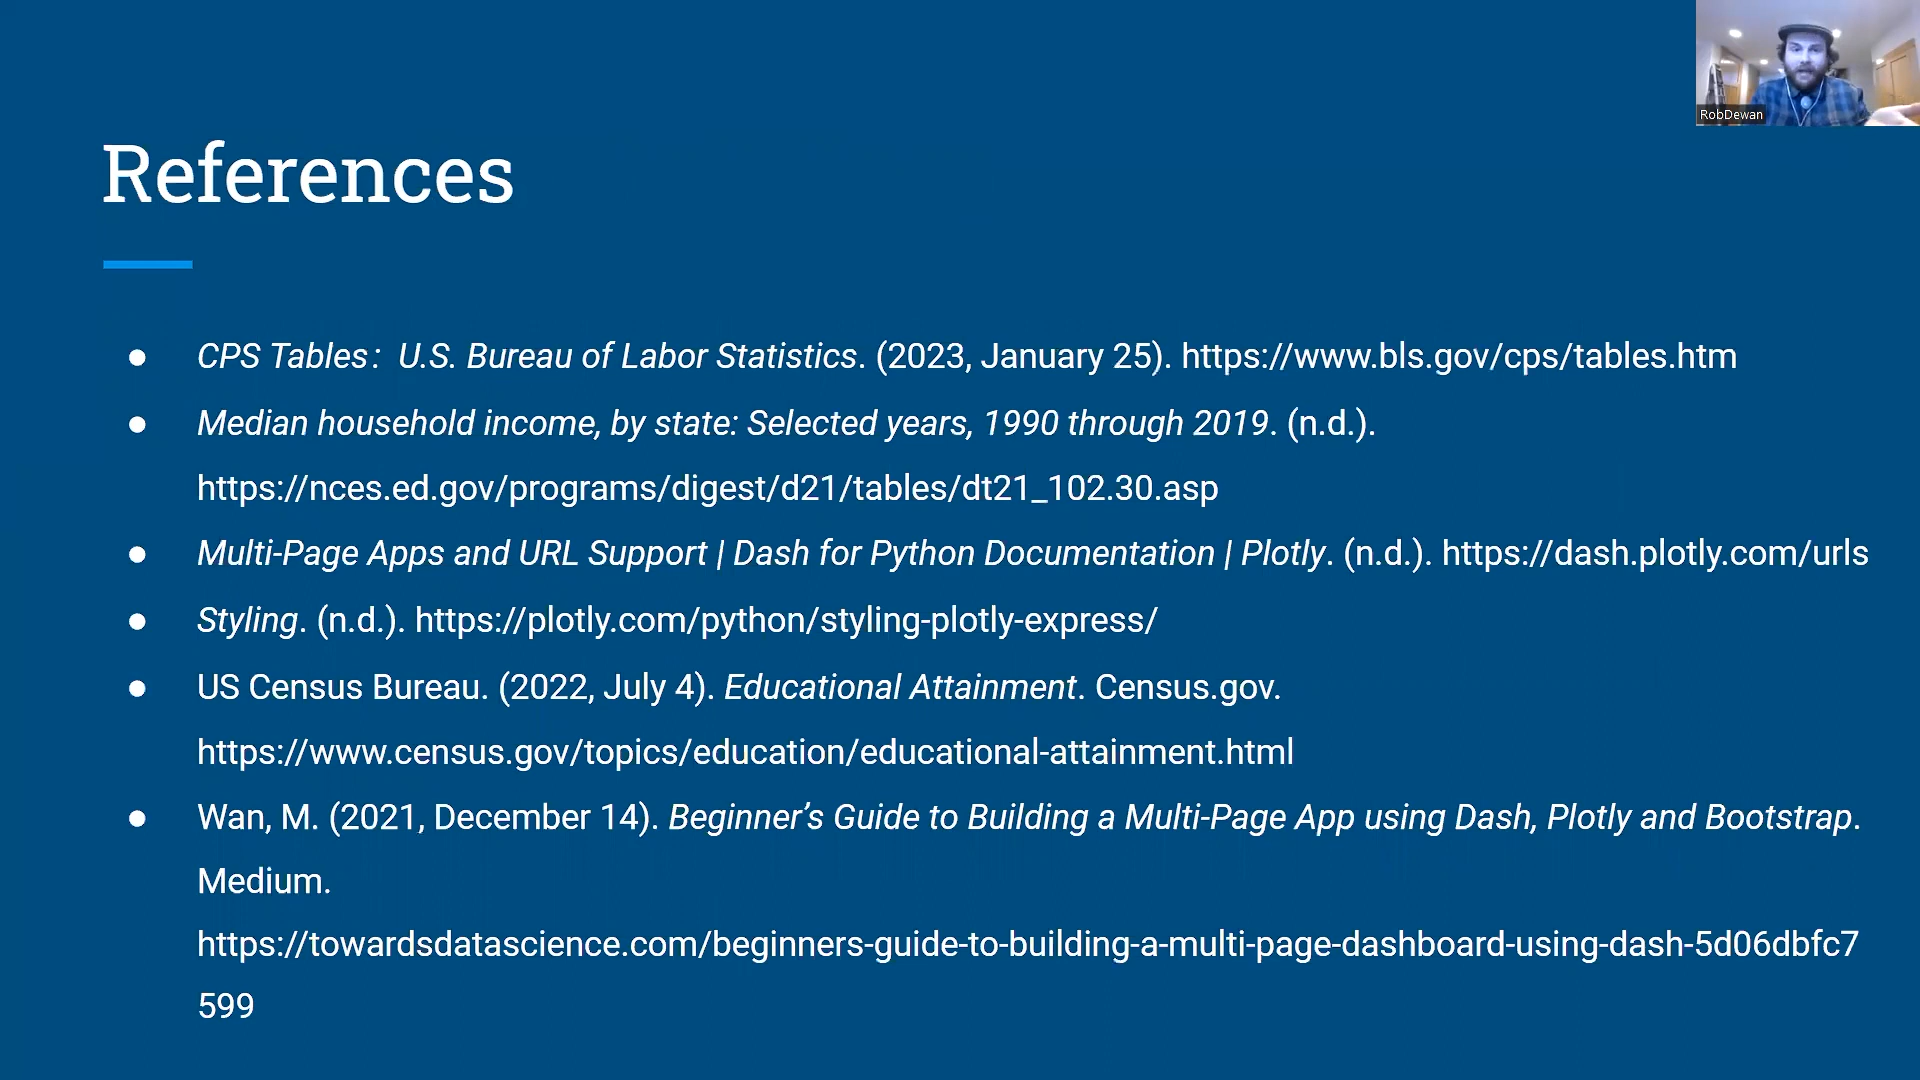 RobDewan
References
● CPS Tables : U.S. Bureau of Labor Statistics. (2023, January 25). https://www.bls.gov/cps/tables.htm
● Median household income, by state: Selected years, 1990 through 2019. (n.d.).
https://nces.ed.gov/programs/digest/d21/tables/dt21_102.30.asp
● Multi-Page Apps and URL Support | Dash for Python Documentation | Plotly. (n.d.). https://dash.plotly.com/urls
● Styling. (n.d.). https://plotly.com/python/styling-plotly-express/
● US Census Bureau. (2022, July 4). Educational Attainment. Census.gov.
https://www.census.gov/topics/education/educational-attainment.html
● Wan, M. (2021, December 14). Beginner’s Guide to Building a Multi-Page App using Dash, Plotly and Bootstrap.
Medium.
https://towardsdatascience.com/beginners-guide-to-building-a-multi-page-dashboard-using-dash-5d06dbfc7
599